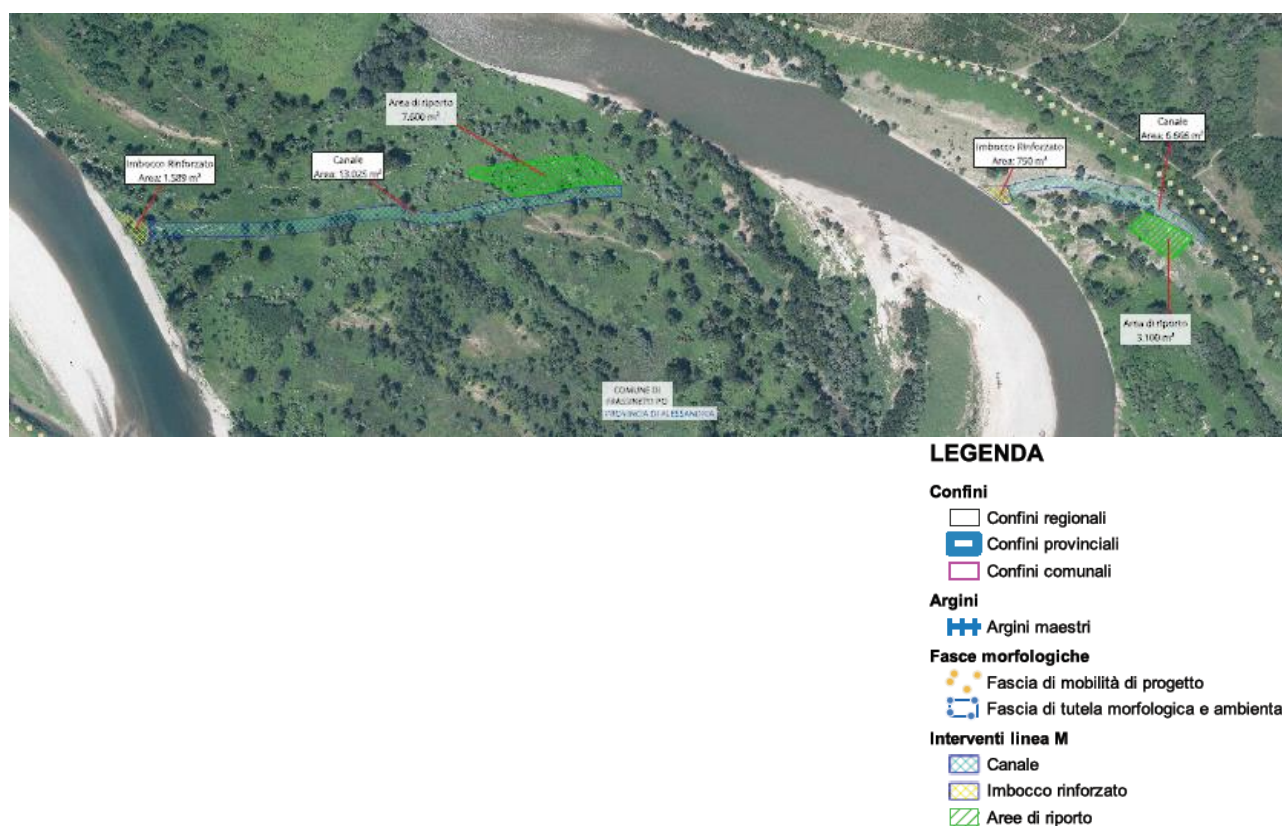 Area di riporto
7.600 m²
Canale
Area: 6.666 m²
Imbocco Rinforzato
Area: 1.589 m²
Canale
Area: 13.025 m²
Imbocco Rinforzato
Area: 750 m²
Area di riporto
3.100 m²
COMUNE DI
FRASSINETO PO
PROVINCIA DI ALESSANDRIA
LEGENDA
Confini
Confini regionali
Confini provinciali
Confini comunali
Argini
Argini maestri
Fasce morfologiche
Fascia di mobilità di progetto
Fascia di tutela morfologica e ambienta
Interventi linea M
Canale
Imbocco rinforzato
Aree di riporto